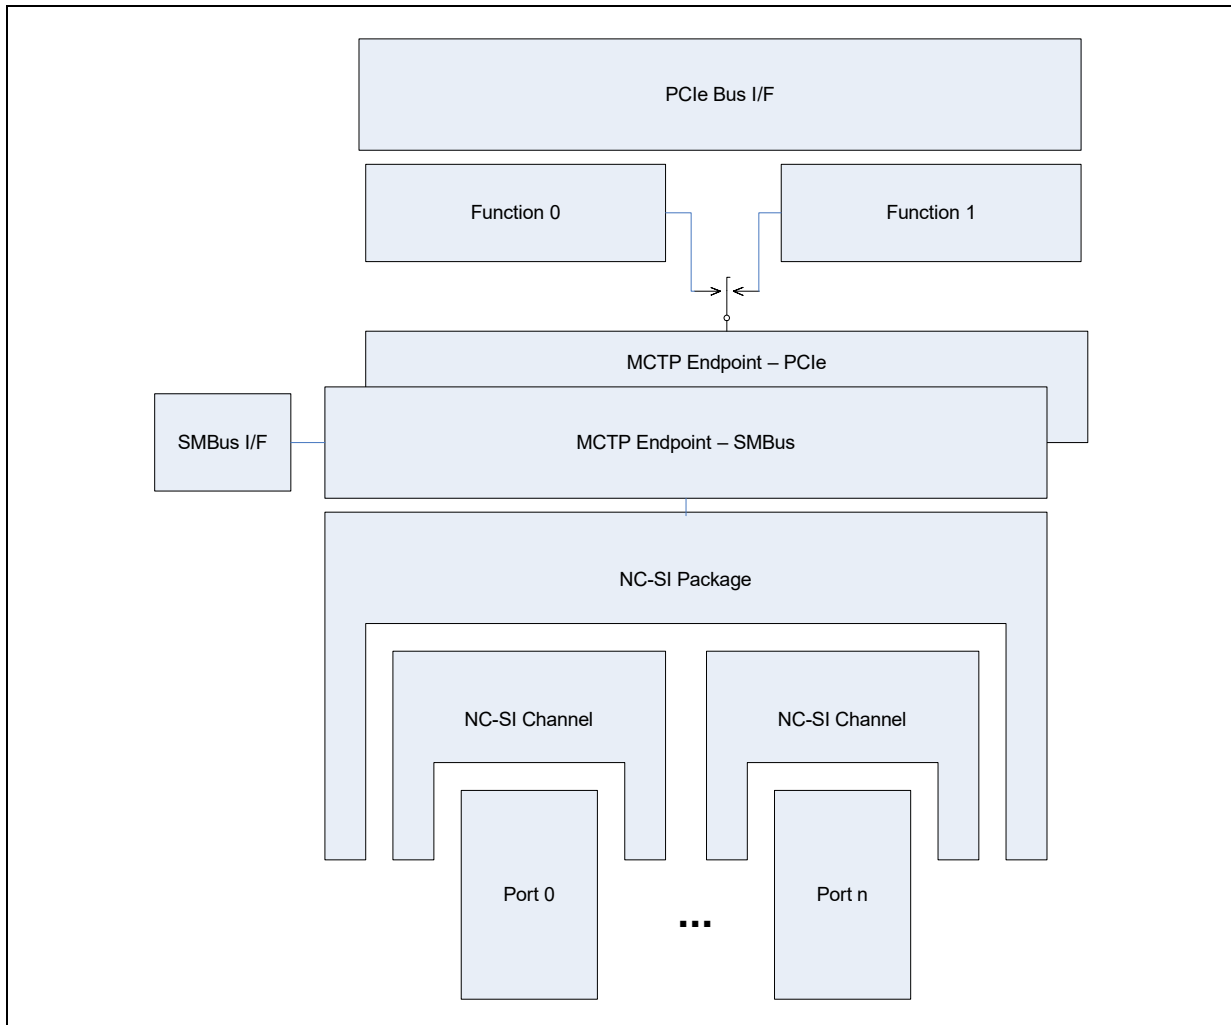 PCIe Bus I/F
Function 0
Function 1
MCTP Endpoint – PCIe
SMBus I/F
MCTP Endpoint – SMBus
NC-SI Package
NC-SI Channel
NC-SI Channel
Port 0
...
Port n